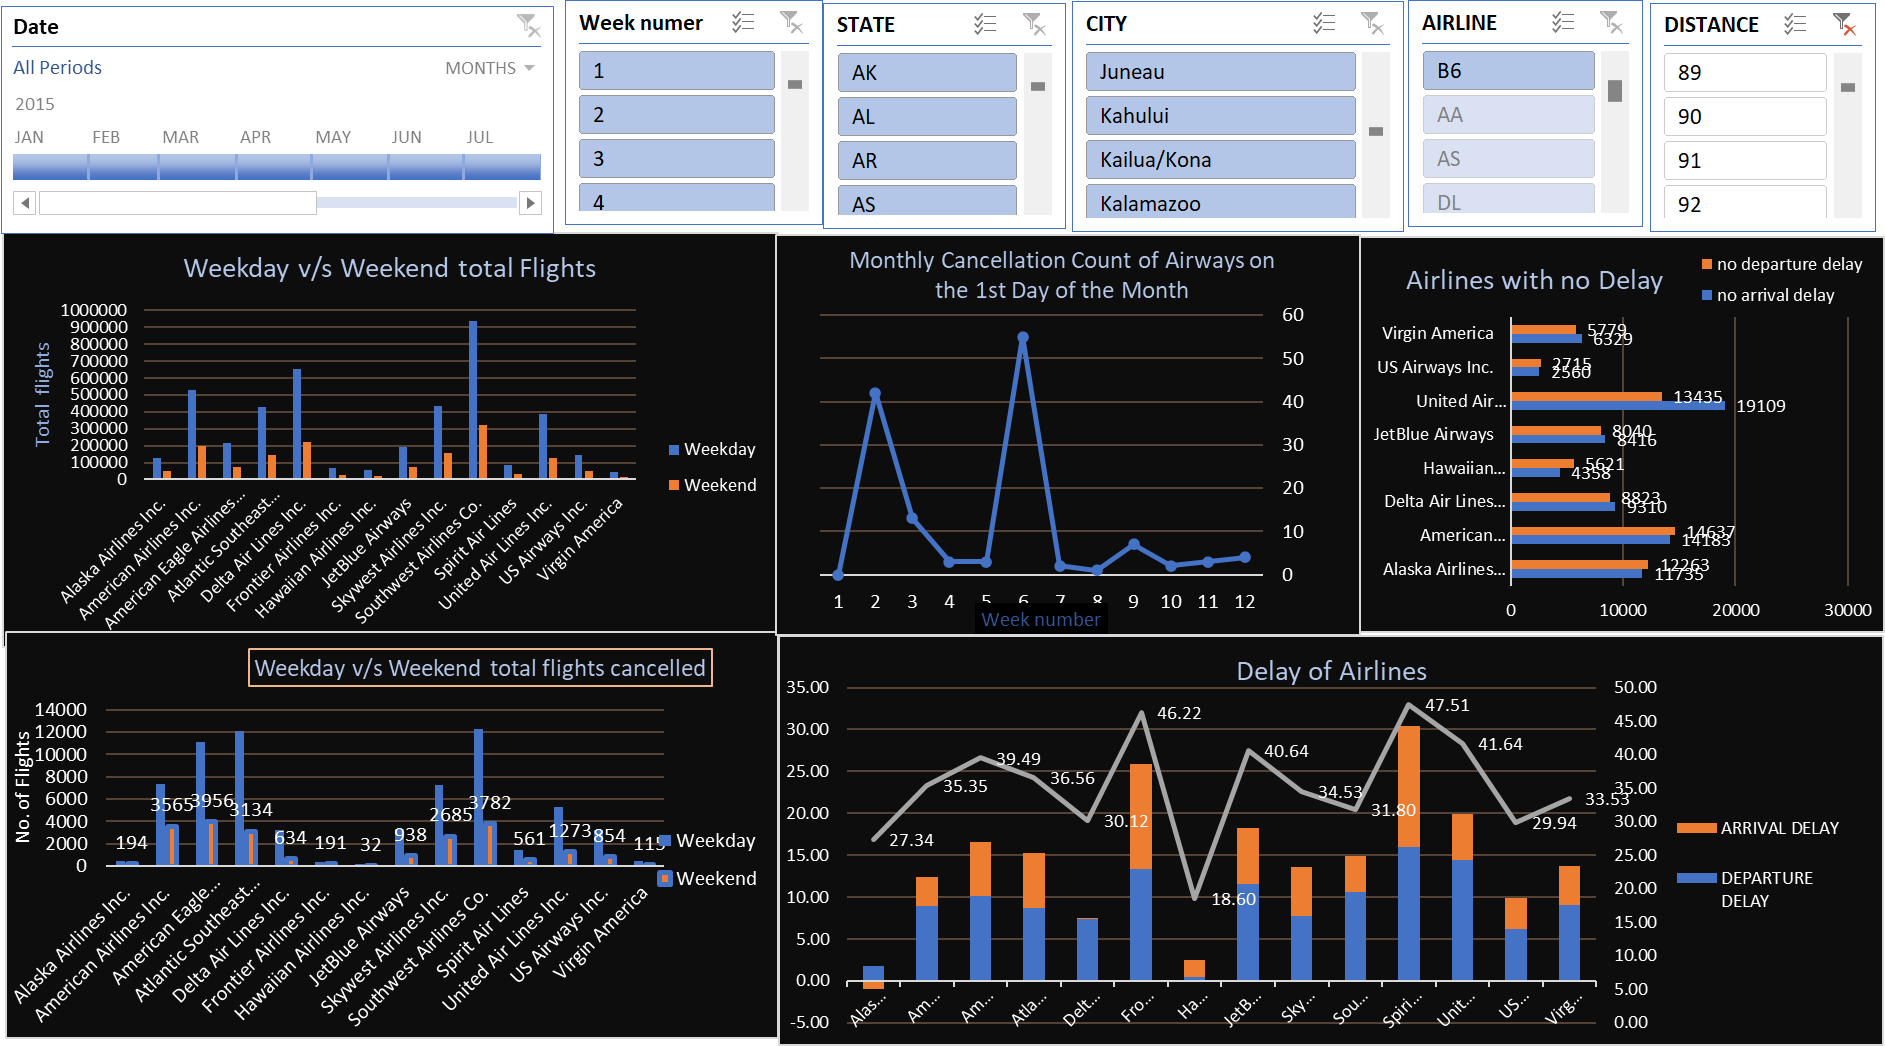 Date
All Periods
MONTHS
2015
JAN FEB MAR APR MAY JUN JUL
Week numer
1
2
3
4
STATE
AK
AL
AR
AS
CITY
Juneau
Kahului
Kailua/Kona
Kalamazoo
AIRLINE
B6
AA
AS
DL
DISTANCE
89
90
91
92
Weekday v/s Weekend total Flights
Total flights
1000000
900000
800000
700000
600000
500000
400000
300000
200000
100000
0
Alaska Airlines Inc.
American Airlines Inc.
American Eagle Airlines...
Atlantic Southeast...
Delta Air Lines Inc.
Frontier Airlines Inc.
Hawaiian Airlines Inc.
JetBlue Airways
Skywest Airlines Inc.
Southwest Airlines Co.
Spirit Air Lines
United Air Lines Inc.
US Airways Inc.
Virgin America
Weekday
Weekend
Monthly Cancellation Count of Airways on
the 1st Day of the Month
60
50
40
30
20
10
0
1 2 3 4 5 6 7 8 9 10 11 12
Week number
Airlines with no Delay
no departure delay
no arrival delay
Virgin America 5779 6329
US Airways Inc. 2715 2560
United Air... 13435 19109
JetBlue Airways 8040 8416
Hawaiian... 5621 4358
Delta Air Lines... 8823 9310
American... 14637 14183
Alaska Airlines... 12263 11735
0 10000 20000 30000
Weekday v/s Weekend total flights cancelled
No. of Flights
14000
12000
10000
8000
6000
4000
2000
0
194 3565 3956 3134 634 191 32 938 2685 3782 561 1273 854 115
Alaska Airlines Inc.
American Airlines Inc.
American Eagle...
Atlantic Southeast...
Delta Air Lines Inc.
Frontier Airlines Inc.
Hawaiian Airlines Inc.
JetBlue Airways
Skywest Airlines Inc.
Southwest Airlines Co.
Spirit Air Lines
United Air Lines Inc.
US Airways Inc.
Virgin America
Weekday
Weekend
Delay of Airlines
35.00
30.00
25.00
20.00
15.00
10.00
5.00
0.00
-5.00
27.34 35.35 39.49 36.56 30.12 46.22 18.60 40.64 34.53 31.80 47.51 41.64 29.94 33.53
50.00
45.00
40.00
35.00
30.00
25.00
20.00
15.00
10.00
5.00
0.00
Alas...
Am...
Am...
Atla...
Delt...
Fro...
Ha...
JetB...
Sky...
Sou...
Spiri...
Unit...
US...
Virg...
ARRIVAL DELAY
DEPARTURE
DELAY